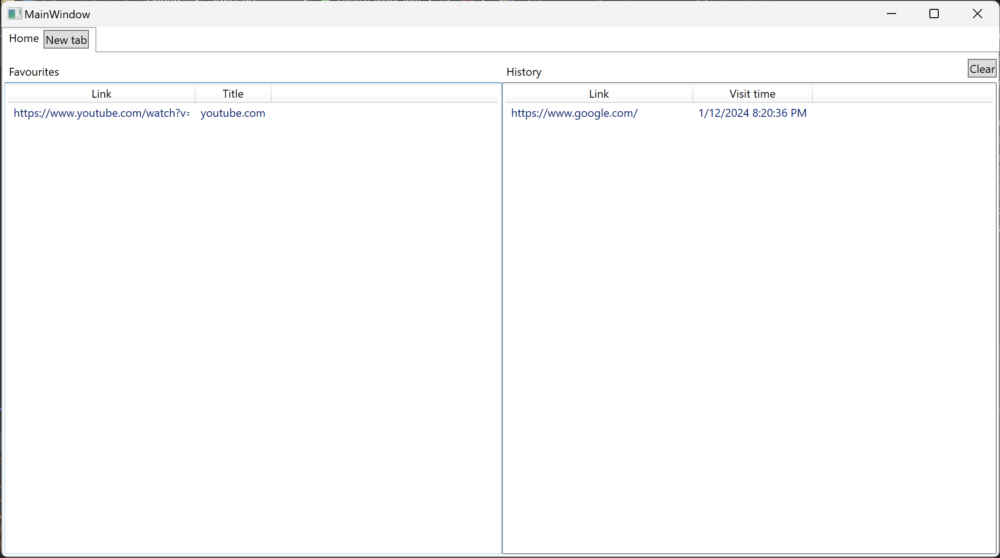 MainWindow
Home New tab
Favourites
Link Title
https://www.youtube.com/watch?v= youtube.com
History Clear
Link Visit time
https://www.google.com/ 1/12/2024 8:20:36 PM